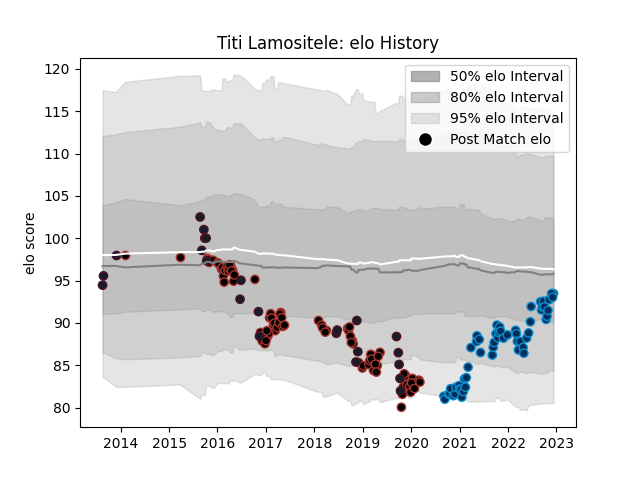 Titi Lamositele: elo History
50% elo Interval
80% elo Interval
95% elo Interval
Post Match elo
elo score
120
115
110
105
100
95
90
85
80
2014 2015 2016 2017 2018 2019 2020 2021 2022 2023